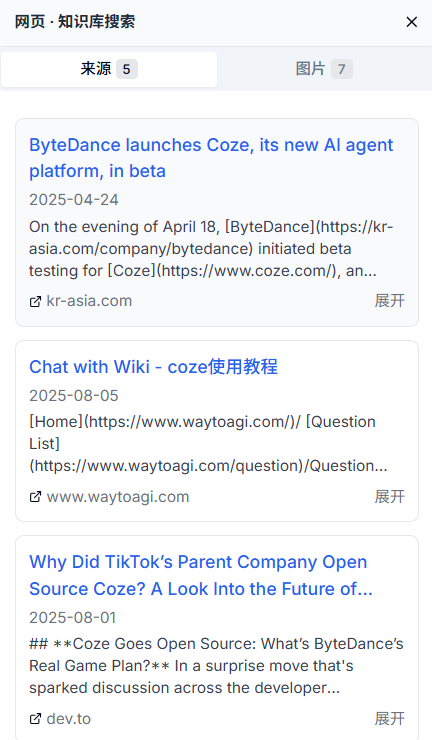 网页 · 知识库搜索
来源 5
图片 7
ByteDance launches Coze, its new AI agent
platform, in beta
2025-04-24
On the evening of April 18, [ByteDance](https://kr-
asia.com/company/bytedance) initiated beta
testing for [Coze](https://www.coze.com/), an...
kr-asia.com
展开
Chat with Wiki - coze使用教程
2025-08-05
[Home](https://www.waytoagi.com/)/ [Question
List]
(https://www.waytoagi.com/question)/Question...
www.waytoagi.com
展开
Why Did TikTok’s Parent Company Open
Source Coze? A Look Into the Future of...
2025-08-01
## **Coze Goes Open Source: What’s ByteDance’s
Real Game Plan?** In a surprise move that's
sparked discussion across the developer...
dev.to
展开